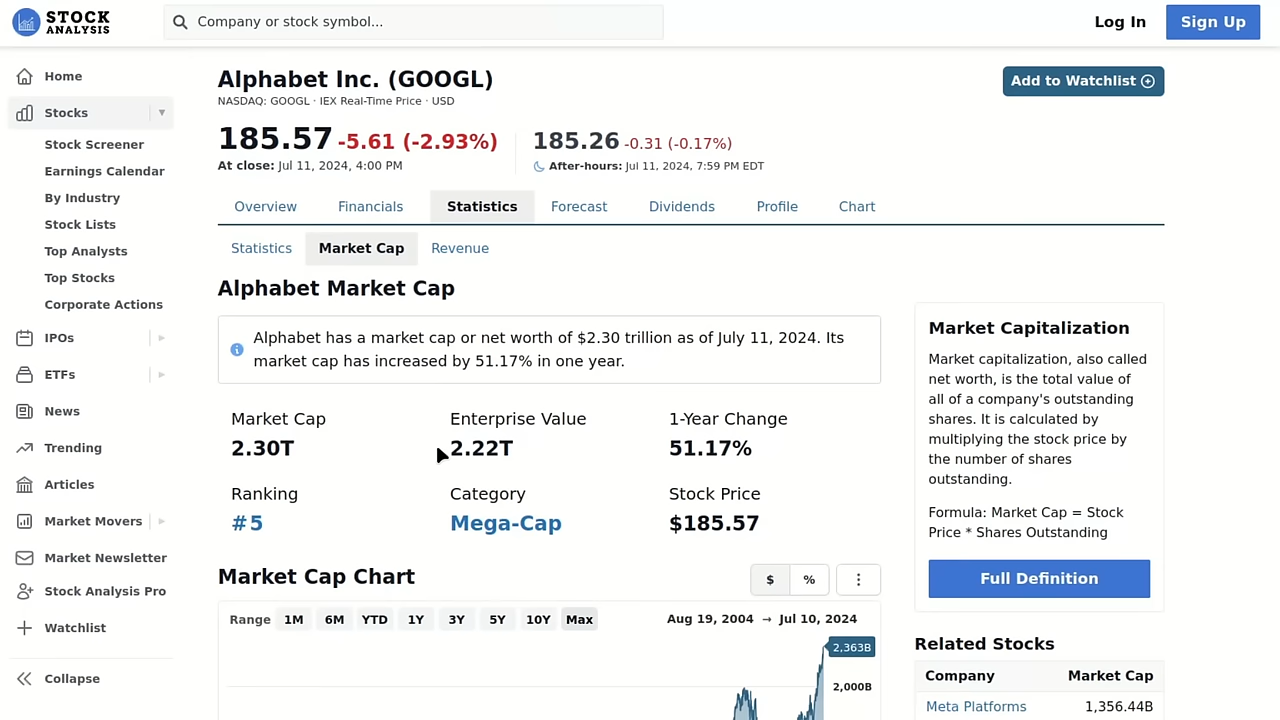 STOCK
ANALYSIS
Company or stock symbol...
Log In
Sign Up
Home
Stocks
Stock Screener
Earnings Calendar
By Industry
Stock Lists
Top Analysts
Top Stocks
Corporate Actions
IPOs
ETFs
News
Trending
Articles
Market Movers
Market Newsletter
Stock Analysis Pro
Watchlist
Collapse
Alphabet Inc. (GOOGL)
NASDAQ: GOOGL · IEX Real-Time Price · USD
Add to Watchlist
185.57 -5.61 (-2.93%)
At close: Jul 11, 2024, 4:00 PM
185.26 -0.31 (-0.17%)
After-hours: Jul 11, 2024, 7:59 PM EDT
Overview Financials Statistics Forecast Dividends Profile Chart
Statistics Market Cap Revenue
Alphabet Market Cap
Alphabet has a market cap or net worth of $2.30 trillion as of July 11, 2024. Its
market cap has increased by 51.17% in one year.
Market Cap Enterprise Value 1-Year Change
2.30T 2.22T 51.17%
Ranking Category Stock Price
#5 Mega-Cap $185.57
Market Cap Chart
$ %
Range 1M 6M YTD 1Y 3Y 5Y 10Y Max
Aug 19, 2004 → Jul 10, 2024
2,363B
2,000B
Market Capitalization
Market capitalization, also called
net worth, is the total value of
all of a company's outstanding
shares. It is calculated by
multiplying the stock price by
the number of shares
outstanding.
Formula: Market Cap = Stock
Price * Shares Outstanding
Full Definition
Related Stocks
Company Market Cap
Meta Platforms 1,356.44B